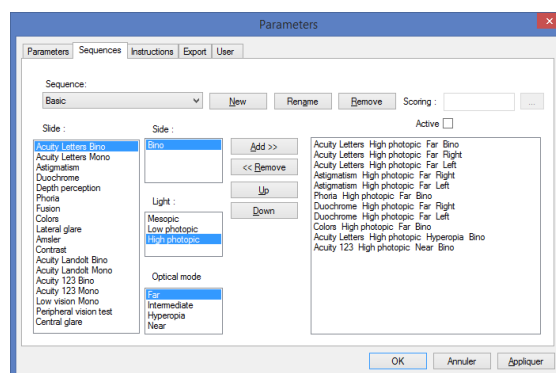 Parameters
Parameters Sequences Instructions Export User
Sequence:
Basic New Rename Remove Scoring : ...
Active
Slide :
Acuity Letters Bino
Acuity Letters Mono
Astigmatism
Duochrome
Depth perception
Phoria
Fusion
Colors
Lateral glare
Amsler
Contrast
Acuity Landolt Bino
Acuity Landolt Mono
Acuity 123 Bino
Acuity 123 Mono
Low vision Mono
Peripheral vision test
Central glare
Side :
Bino
Light :
Mesopic
Low photopic
High photopic
Optical mode
Far
Intermediate
Hyperopia
Near
Add >>
<< Remove
Up
Down
Acuity Letters High photopic Far Bino
Acuity Letters High photopic Far Right
Acuity Letters High photopic Far Left
Astigmatism High photopic Far Right
Astigmatism High photopic Far Left
Phoria High photopic Far Bino
Duochrome High photopic Far Right
Duochrome High photopic Far Left
Colors High photopic Far Bino
Acuity Letters High photopic Hyperopia Bino
Acuity 123 High photopic Near Bino
OK Annuler Appliquer